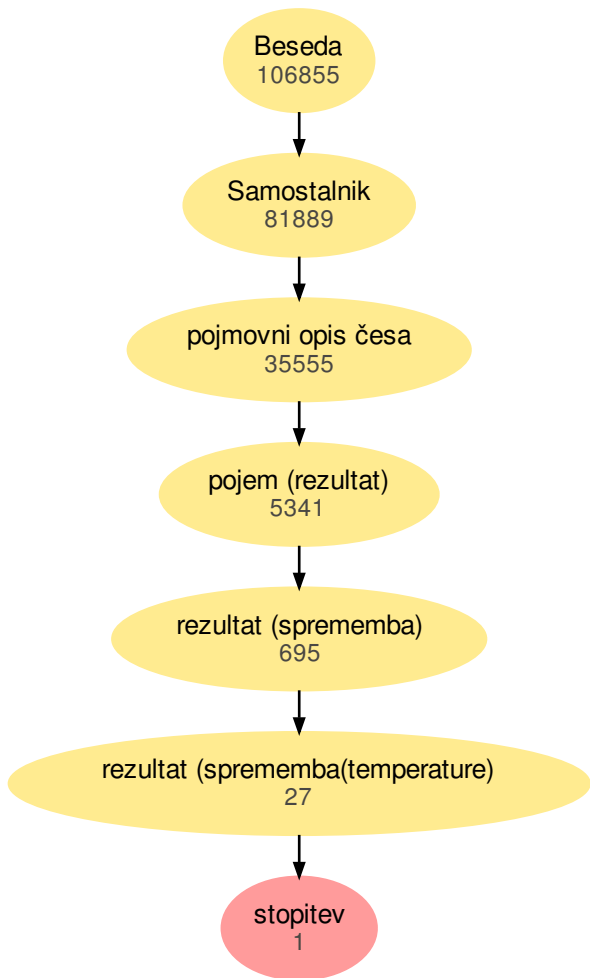 Beseda
106855
Samostalnik
81889
pojmovni opis česa
35555
pojem (rezultat)
5341
rezultat (sprememba)
695
rezultat (sprememba(temperature)
27
stopitev
1